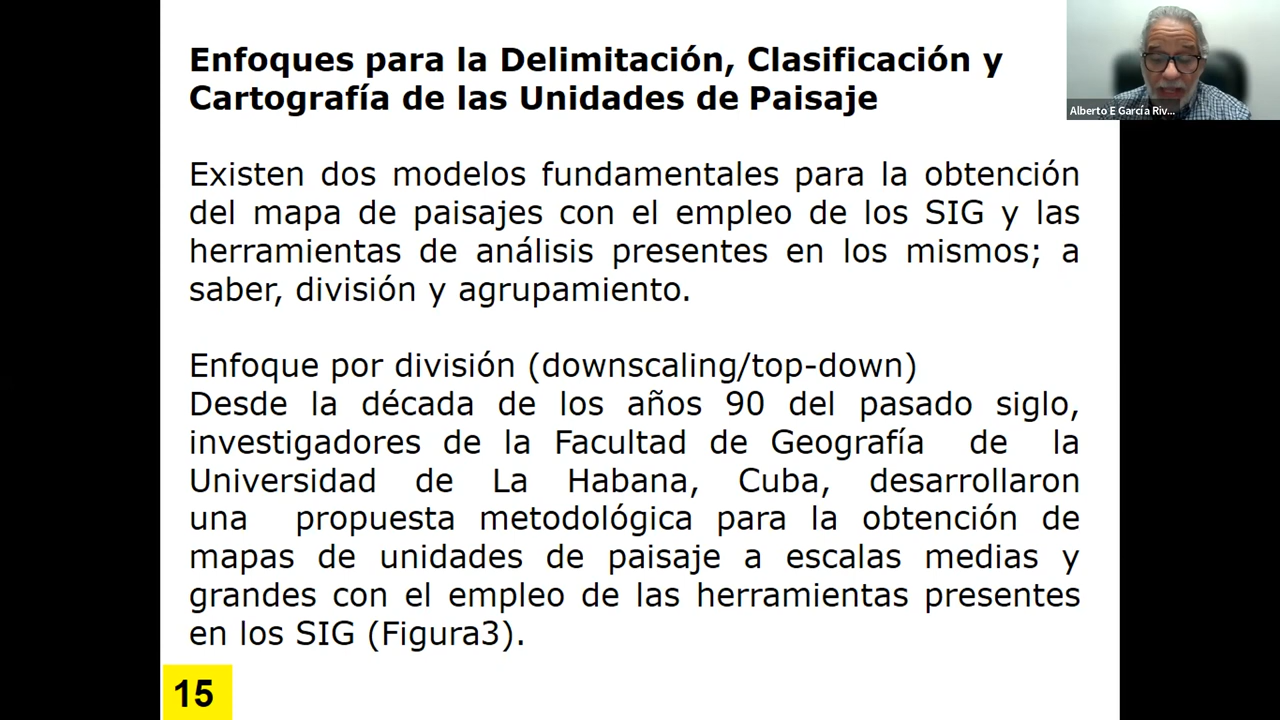 Enfoques para la Delimitación, Clasificación y
Cartografía de las Unidades de Paisaje
Alberto E García Riv...
Existen dos modelos fundamentales para la obtención
del mapa de paisajes con el empleo de los SIG y las
herramientas de análisis presentes en los mismos; a
saber, división y agrupamiento.
Enfoque por división (downscaling/top-down)
Desde la década de los años 90 del pasado siglo,
investigadores de la Facultad de Geografía de la
Universidad de La Habana, Cuba, desarrollaron
una propuesta metodológica para la obtención de
mapas de unidades de paisaje a escalas medias y
grandes con el empleo de las herramientas presentes
en los SIG (Figura3).
15